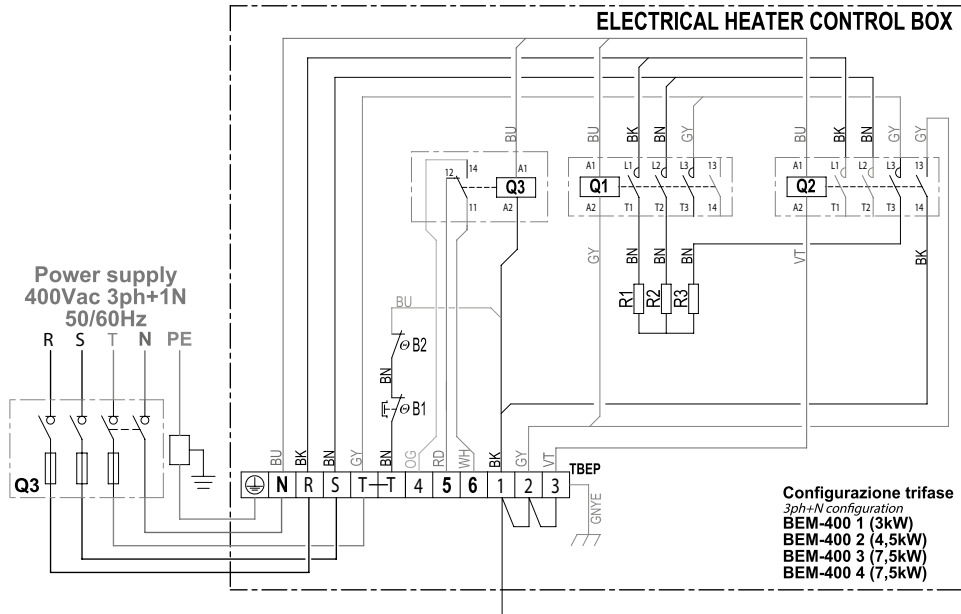 ELECTRICAL HEATER CONTROL BOX
BU
BU
BK
BN
GY
BU
BK
BN
GY
GY
12
14
A1
Q3
11
A2
A1
L1
L2
L3
13
Q1
A2
T1
T2
T3
14
A1
L1
L2
L3
13
Q2
A2
T1
T2
T3
14
GY
BN
BN
BN
VT
BK
R1
R2
R3
Power supply
400Vac 3ph+1N
50/60Hz
R S T N PE
BU
B2
BN
B1
Q3
BU
BK
BN
GY
BN
OG
RD
WH
BK
GY
VT
TBEP
N R S T T 4 5 6 1 2 3
GNYE
Configurazione trifase
3ph+N configuration
BEM-400 1 (3kW)
BEM-400 2 (4,5kW)
BEM-400 3 (7,5kW)
BEM-400 4 (7,5kW)